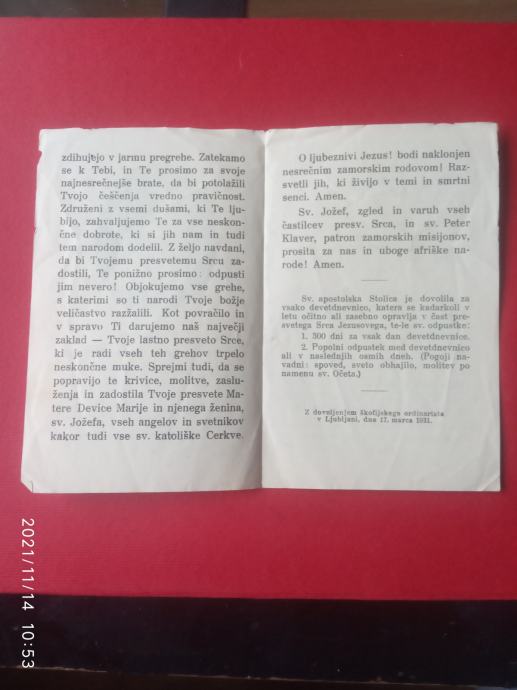 zdihujejo v jarmu pregrehe. Zatekamo
se k Tebi, in Te prosimo za svoje
najnesrečnejše brate, da bi potolažili
Tvojo češčenja vredno pravičnost.
Združeni z vsemi dušami, ki Te lju-
bijo, zahvaljujemo Te za vse neskon-
čne dobrote, ki si jih nam in tudi
tem narodom dodelil. Z željo navdani,
da bi Tvojemu presvetemu Srcu za-
dostili, Te ponižno prosimo: odpusti
jim nevero! Objokujemo vse grehe,
s katerimi so ti narodi Tvoje božje
veličastvo razžalili. Kot povračilo in
v spravo Ti darujemo naš največji
zaklad — Tvoje lastno presveto Srce,
ki je radi vseh teh grehov trpelo
neskončne muke. Sprejmi tudi, da se
popravijo te krivice, molitve, zaslu-
ženja in zadostila Tvoje presvete Ma-
tere Device Marije in njenega ženina,
sv. Jožefa, vseh angelov in svetnikov
kakor tudi vse sv. katoliške Cerkve.
O ljubeznivi Jezus! bodi naklonjen
nesrečnim zamorskim rodovom! Raz-
svetli jih, ki živijo v temi in smrtni
senci. Amen.
Sv. Jožef, zgled in varuh vseh
častilcev presv. Srca, in sv. Peter
Klaver, patron zamorskih misijonov,
prosita za nas in uboge afriške na-
rode! Amen.
Sv. apostolska Stolica je dovolila za
vsako devetdnevnico, katera se kadarkoli v
letu očitno ali zasebno opravlja v čast pre-
svetega Srca Jezusovega, te-le sv. odpustke:
1. 300 dni za vsak dan devetdnevnice.
2. Popolni odpustek med devetdnevnico
ali v naslednjih osmih dneh. (Pogoji na-
vadni: spoved, sveto obhajilo, molitev po
namenu sv. Očeta.)
Z dovoljenjem škofijskega ordinariata
v Ljubljani, dne 17. marca 1931.
2021/11/14 10:53